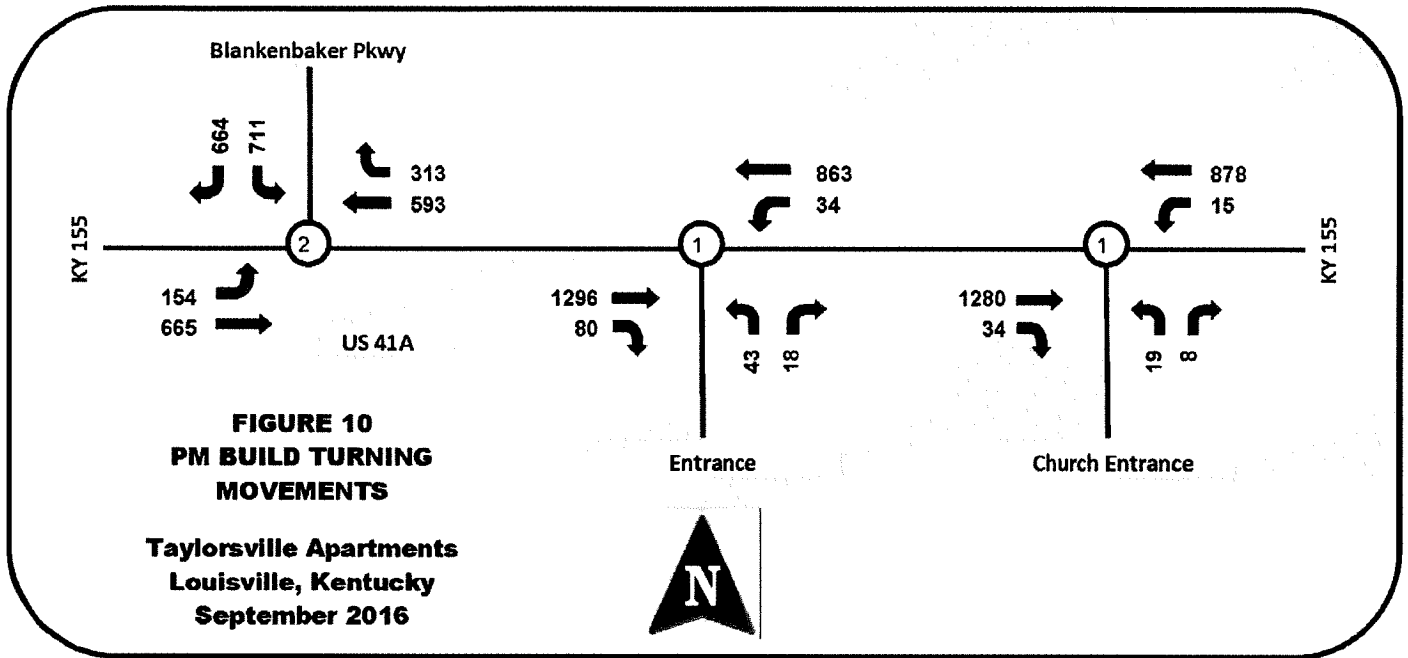 Blankenbaker Pkwy
664
711
313
593
863
34
878
15
KY 155
2
1
1
KY 155
154
665
US 41A
1296
80
43
18
1280
34
19
8
Entrance
Church Entrance
FIGURE 10
PM BUILD TURNING
MOVEMENTS
Taylorsville Apartments
Louisville, Kentucky
September 2016
N